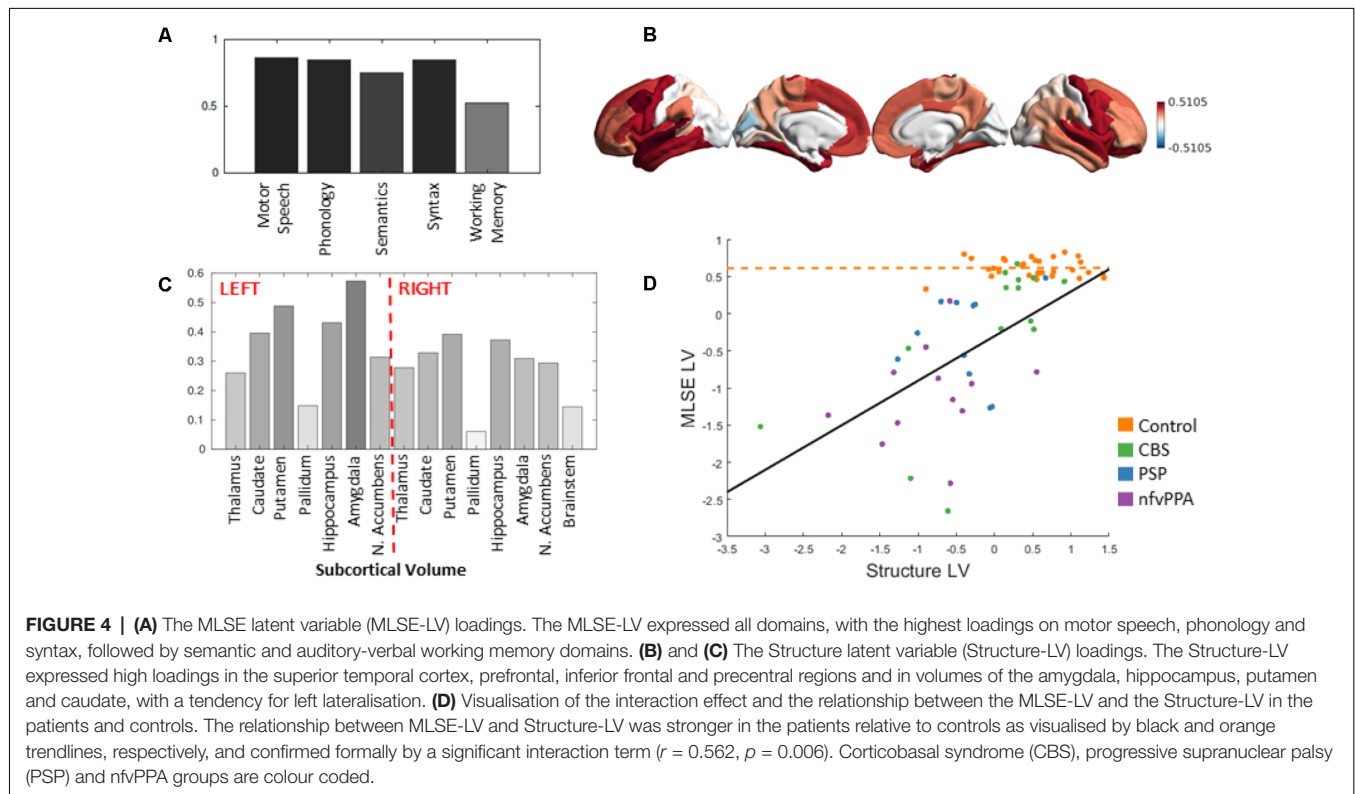 A
1
0.5
0
Motor
Speech
Phonology
Semantics
Syntax
Working
Memory
B
0.5105
-0.5105
C
LEFT
RIGHT
0.6
0.5
0.4
0.3
0.2
0.1
0
Thalamus
Caudate
Putamen
Pallidum
Hippocampus
Amygdala
N. Accumbens
Thalamus
Caudate
Putamen
Pallidum
Hippocampus
Amygdala
N. Accumbens
Brainstem
Subcortical Volume
D
MLSE LV
1
0.5
0
-0.5
-1
-1.5
-2
-2.5
-3
-3.5 -3 -2.5 -2 -1.5 -1 -0.5 0 0.5 1 1.5
Structure LV
Control
CBS
PSP
nfvPPA
FIGURE 4 | (A) The MLSE latent variable (MLSE-LV) loadings. The MLSE-LV expressed all domains, with the highest loadings on motor speech, phonology and
syntax, followed by semantic and auditory-verbal working memory domains. (B) and (C) The Structure latent variable (Structure-LV) loadings. The Structure-LV
expressed high loadings in the superior temporal cortex, prefrontal, inferior frontal and precentral regions and in volumes of the amygdala, hippocampus, putamen
and caudate, with a tendency for left lateralisation. (D) Visualisation of the interaction effect and the relationship between the MLSE-LV and the Structure-LV in the
patients and controls. The relationship between MLSE-LV and Structure-LV was stronger in the patients relative to controls as visualised by black and orange
trendlines, respectively, and confirmed formally by a significant interaction term (r = 0.562, p = 0.006). Corticobasal syndrome (CBS), progressive supranuclear palsy
(PSP) and nfvPPA groups are colour coded.